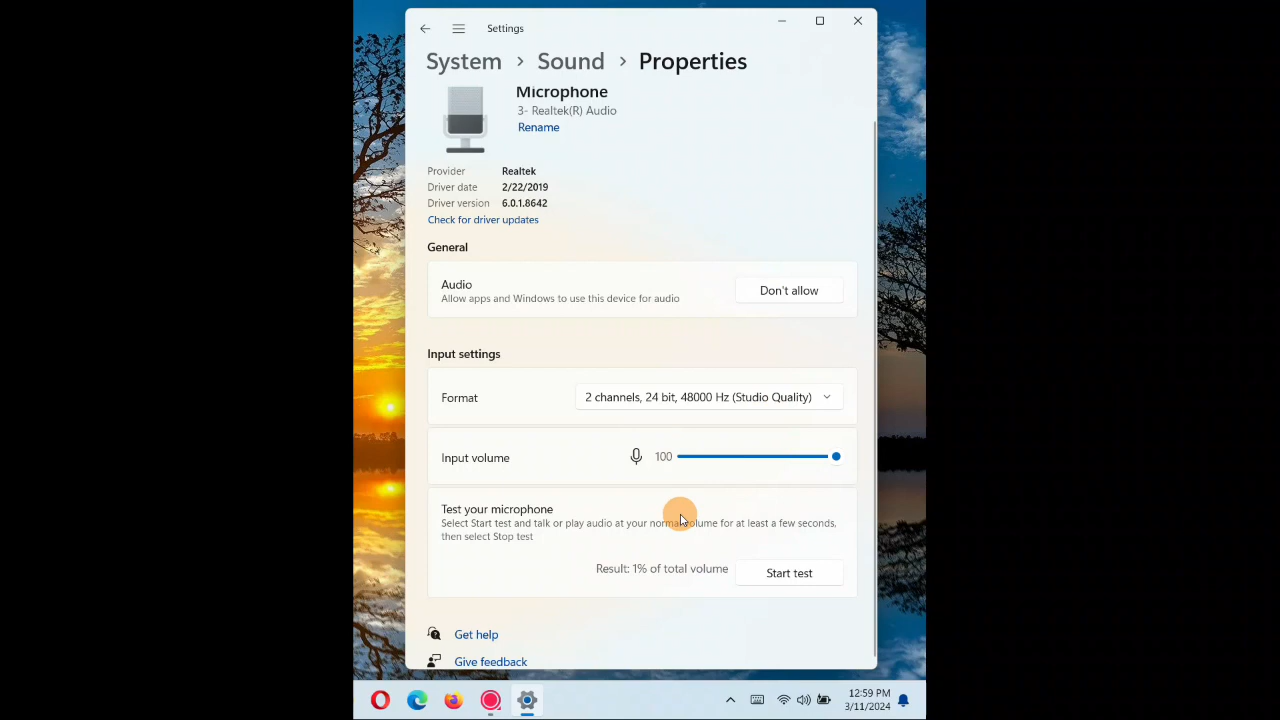 Settings
System > Sound > Properties
Microphone
3- Realtek(R) Audio
Rename
Provider Realtek
Driver date 2/22/2019
Driver version 6.0.1.8642
Check for driver updates
General
Audio
Allow apps and Windows to use this device for audio
Don't allow
Input settings
Format 2 channels, 24 bit, 48000 Hz (Studio Quality)
Input volume 100
Test your microphone
Select Start test and talk or play audio at your normal volume for at least a few seconds,
then select Stop test
Result: 1% of total volume Start test
Get help
Give feedback
12:59 PM
3/11/2024